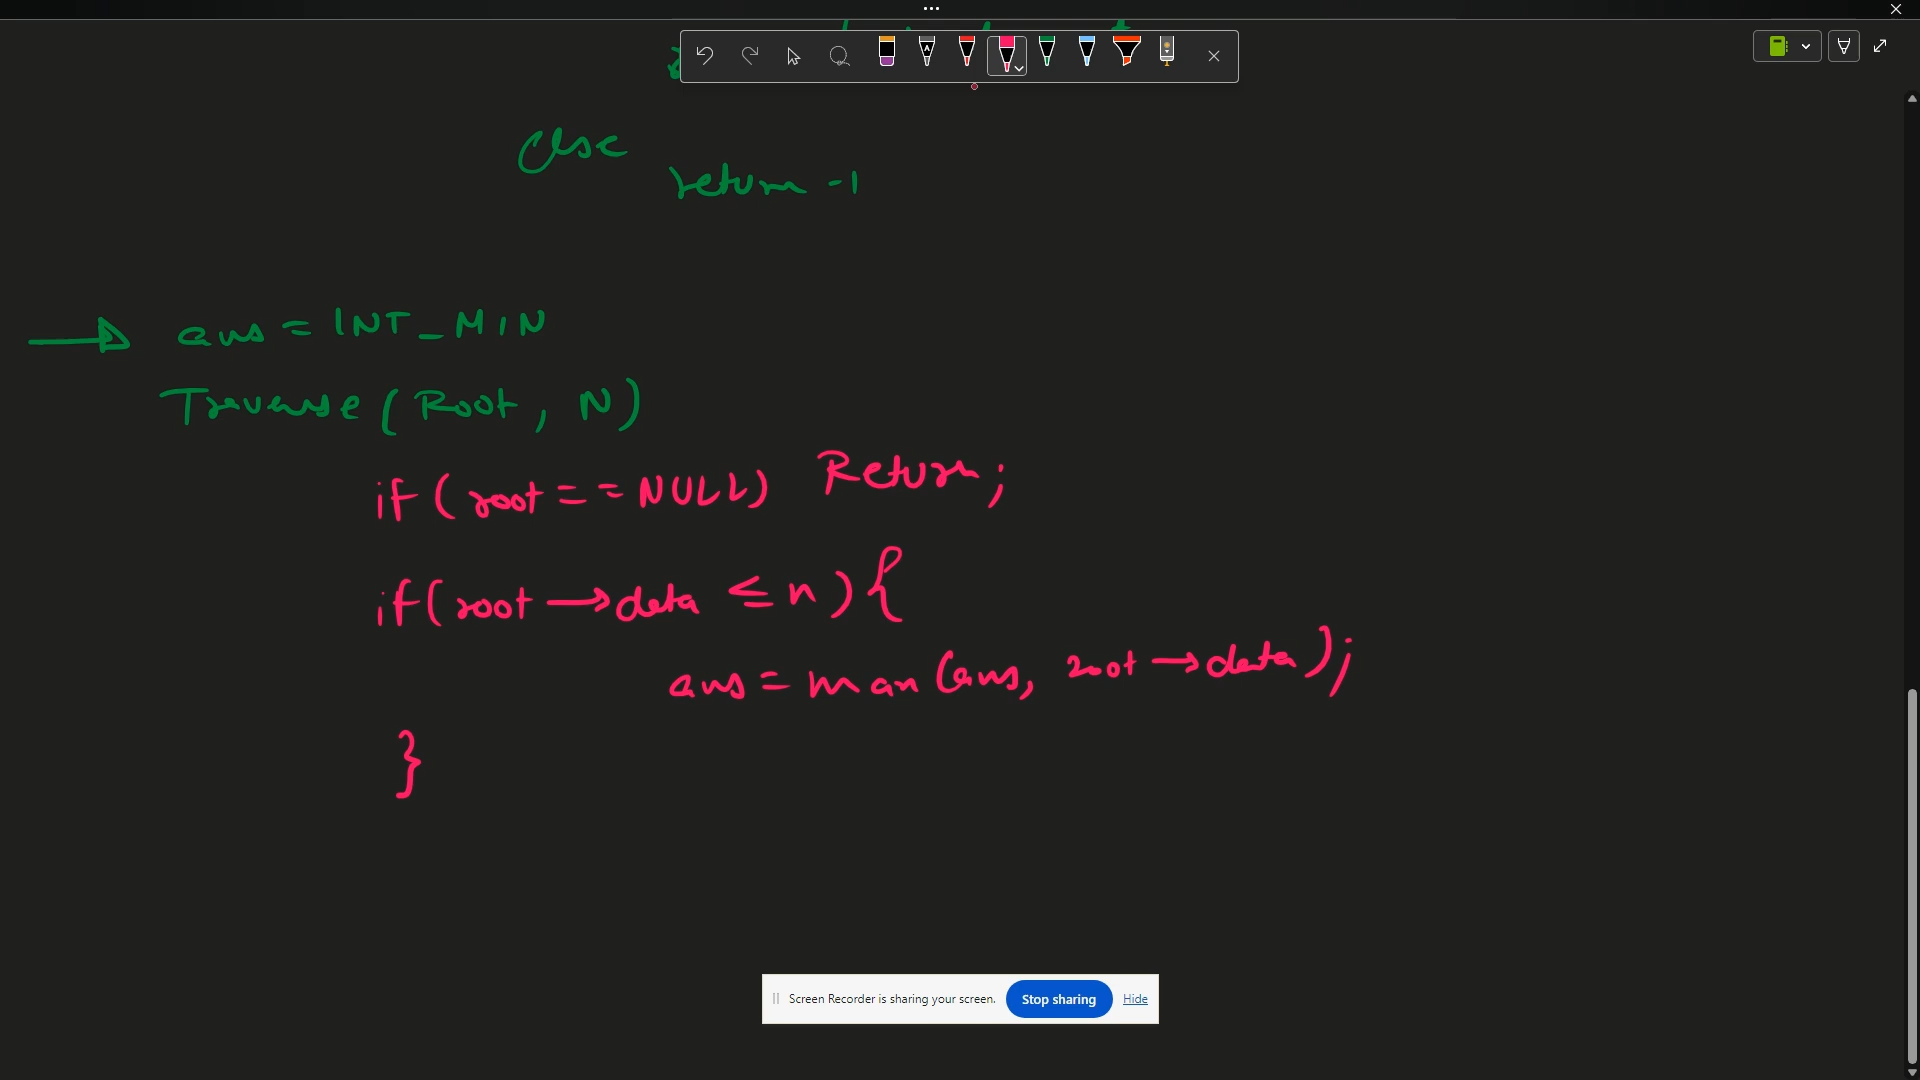 else
return -1
ans = INT_MIN
Traverse (Root, N)
if (root == NULL) Return;
if (root → data ≤ n) {
ans = max (ans, root → data);
}
Screen Recorder is sharing your screen. Stop sharing Hide